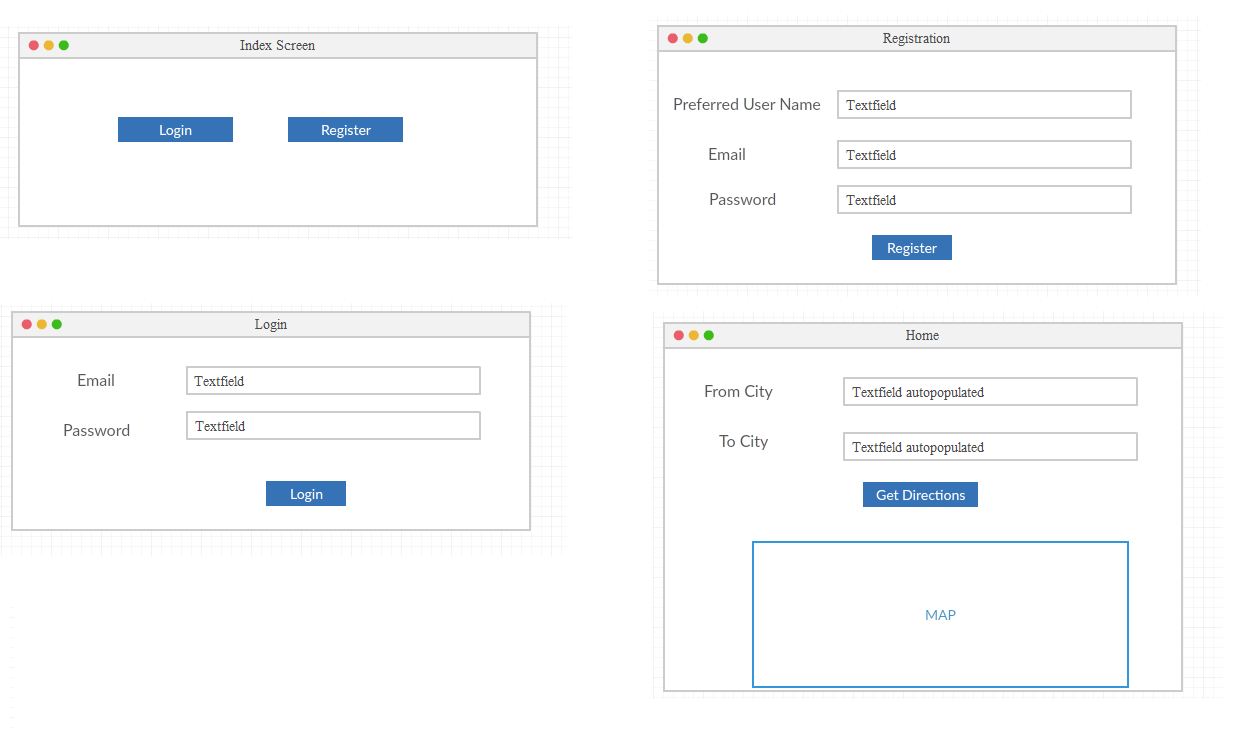 Index Screen
Login
Register
Registration
Preferred User Name
Textfield
Email
Textfield
Password
Textfield
Register
Login
Email
Textfield
Password
Textfield
Login
Home
From City
Textfield autopopulated
To City
Textfield autopopulated
Get Directions
MAP